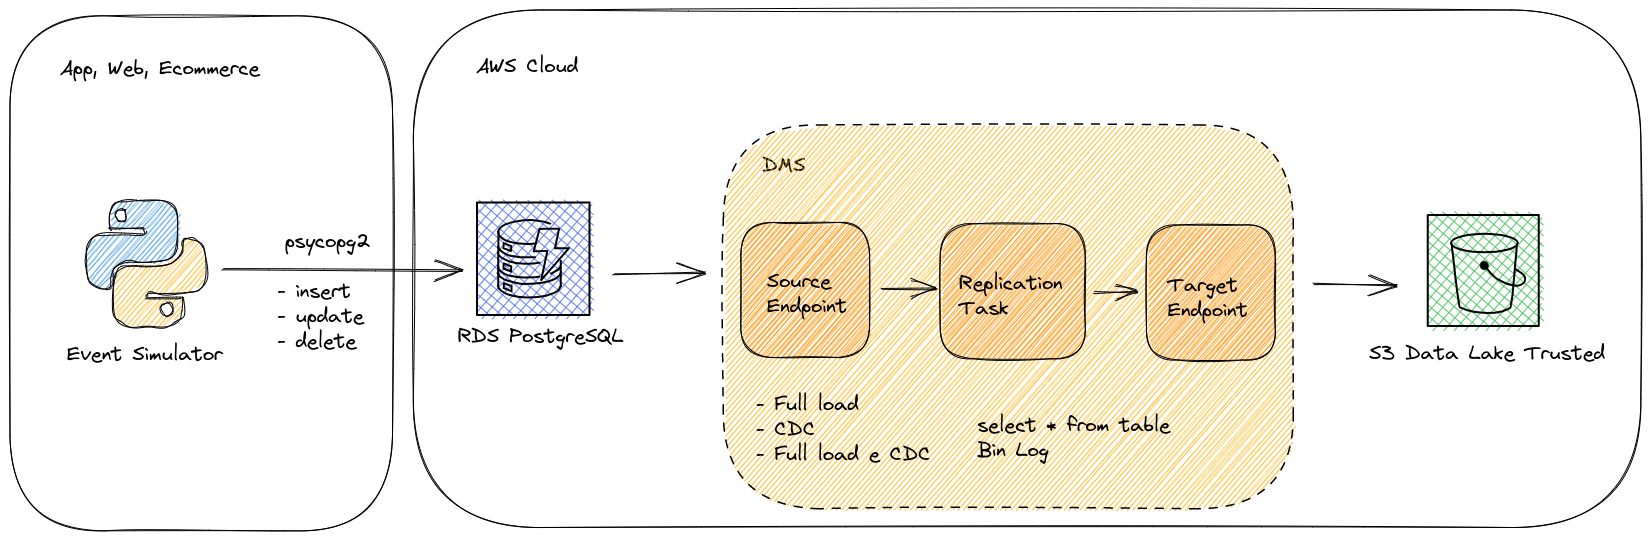 App, Web, Ecommerce
psycopg2
- insert
- update
- delete
Event Simulator
AWS Cloud
RDS PostgreSQL
DMS
Source
Endpoint
Replication
Task
Target
Endpoint
- Full load
- CDC
- Full load e CDC
select * from table
Bin Log
S3 Data Lake Trusted